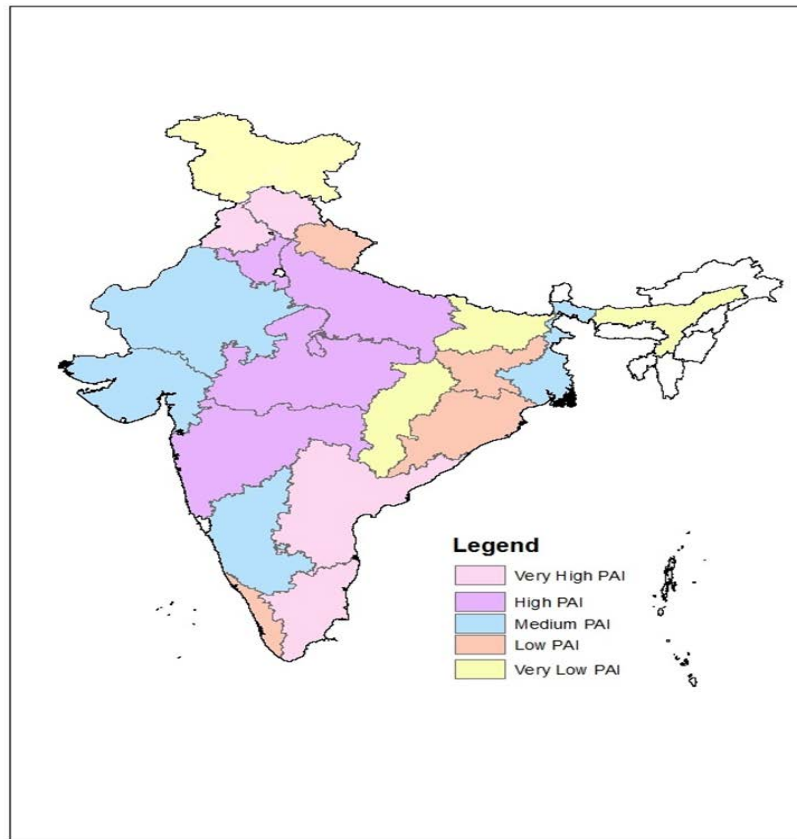 Legend
Very High PAI
High PAI
Medium PAI
Low PAI
Very Low PAI